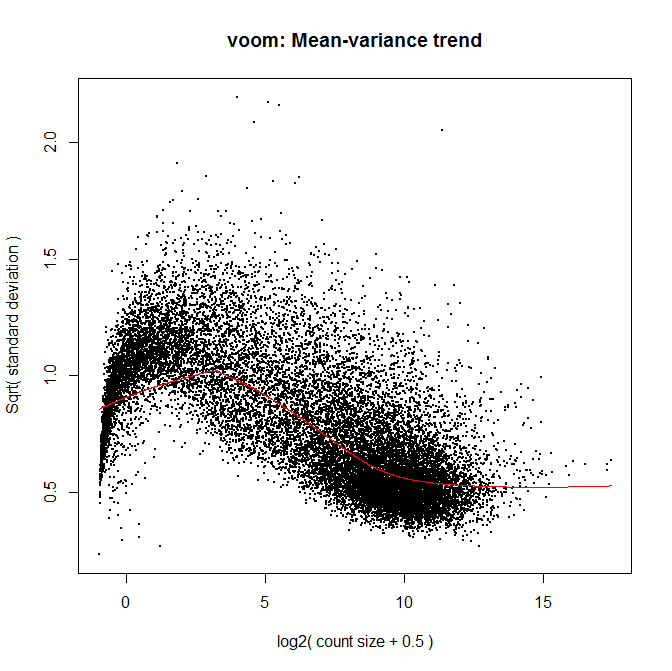 voom: Mean-variance trend
2.0
1.5
1.0
0.5
Sqrt( standard deviation )
0 5 10 15
log2( count size + 0.5 )